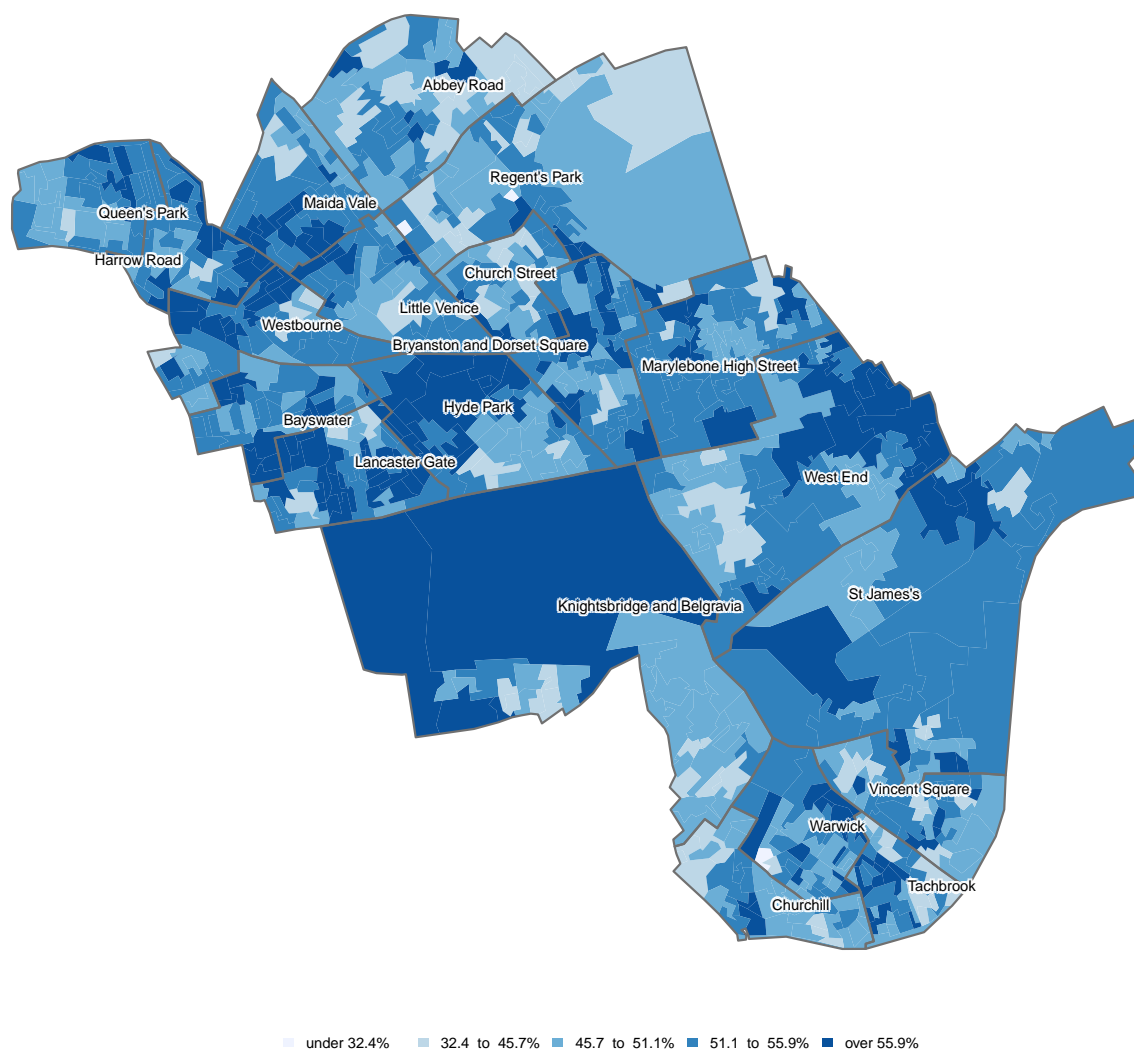 Abbey Road
Regent's Park
Maida Vale
Queen's Park
Harrow Road
Church Street
Little Venice
Westbourne
Bryanston and Dorset Square
Marylebone High Street
Hyde Park
Bayswater
Lancaster Gate
West End
St James's
Knightsbridge and Belgravia
Vincent Square
Warwick
Tachbrook
Churchill
under 32.4% 32.4 to 45.7% 45.7 to 51.1% 51.1 to 55.9% over 55.9%